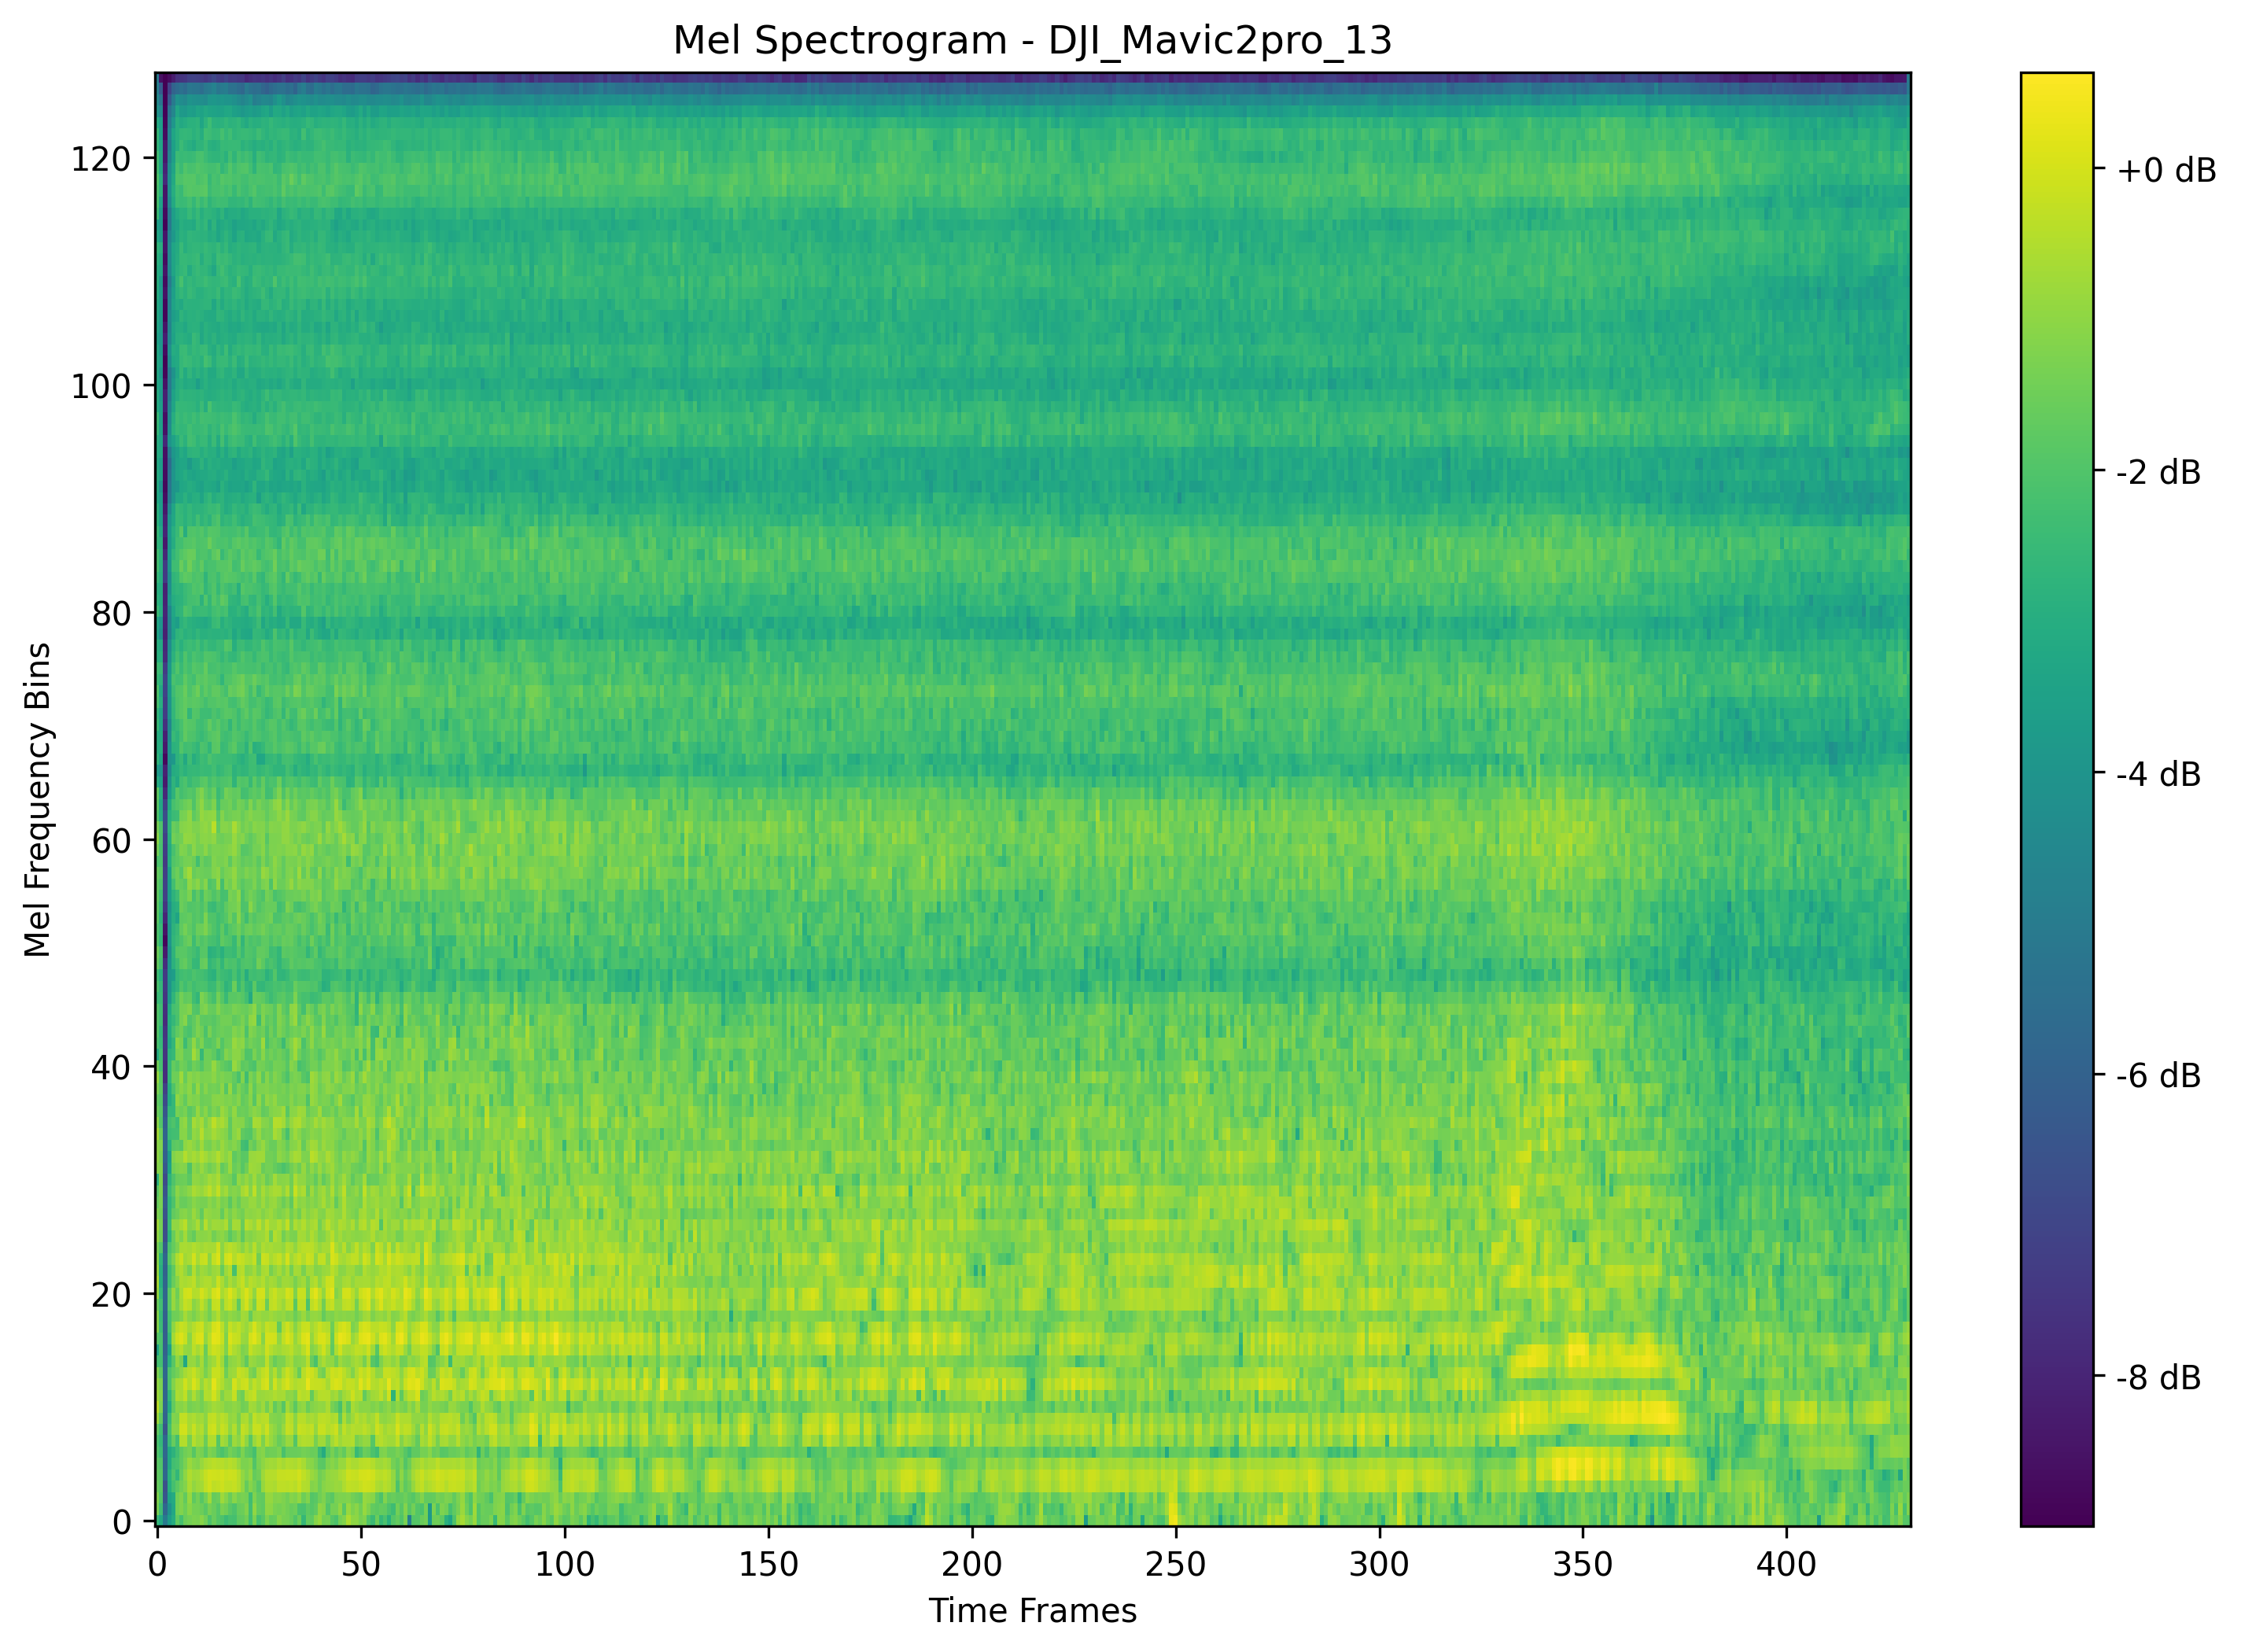 Mel Spectrogram - DJI_Mavic2pro_13
120
100
80
60
40
20
0
Mel Frequency Bins
0 50 100 150 200 250 300 350 400
Time Frames
+0 dB
-2 dB
-4 dB
-6 dB
-8 dB